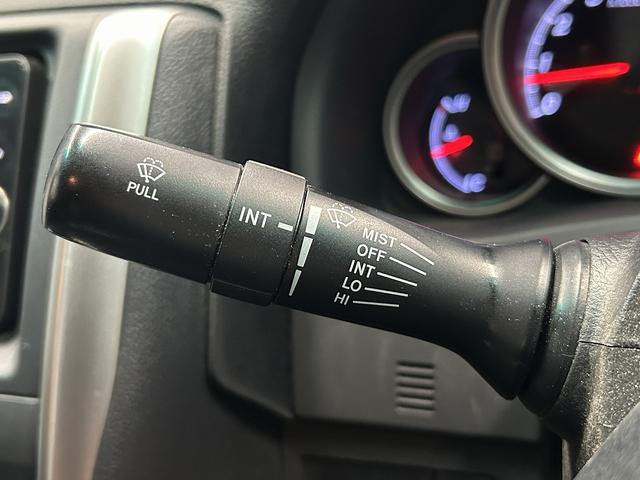 PULL
INT
MIST
OFF
INT
LO
HI